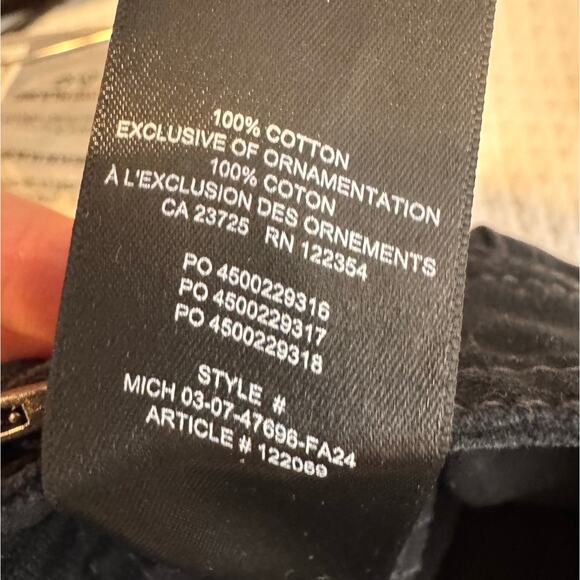 100% COTTON
EXCLUSIVE OF ORNAMENTATION
100% COTON
À L'EXCLUSION DES ORNEMENTS
CA 23725 RN 122354
PO 4500229316
PO 4500229317
PO 4500229318
STYLE #
MICH 03-07-47696-FA24
ARTICLE # 122069